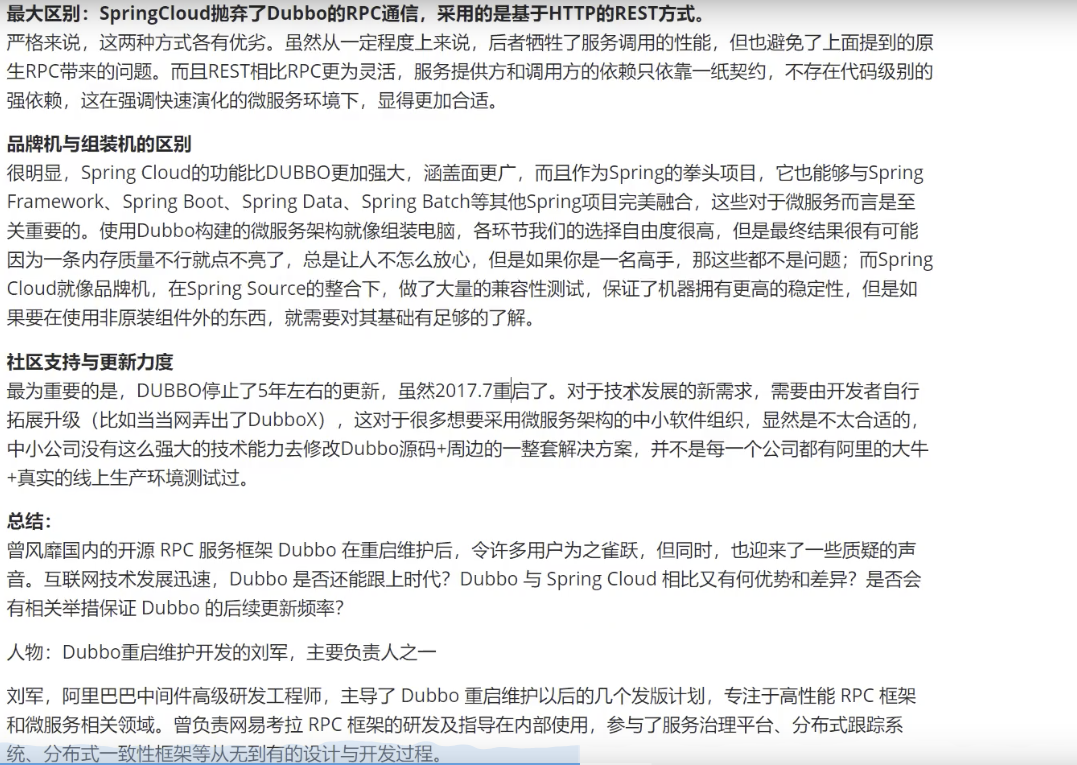 最大区别：SpringCloud抛弃了Dubbo的RPC通信，采用的是基于HTTP的REST方式。
严格来说，这两种方式各有优劣。虽然从一定程度上来说，后者牺牲了服务调用的性能，但也避免了上面提到的原
生RPC带来的问题。而且REST相比RPC更为灵活，服务提供方和调用方的依赖只依靠一纸契约，不存在代码级别的
强依赖，这在强调快速演化的微服务环境下，显得更加合适。
品牌机与组装机的区别
很明显，Spring Cloud的功能比DUBBO更加强大，涵盖面更广，而且作为Spring的拳头项目，它也能够与Spring
Framework、Spring Boot、Spring Data、Spring Batch等其他Spring项目完美融合，这些对于微服务而言是至
关重要的。使用Dubbo构建的微服务架构就像组装电脑，各环节我们的选择自由度很高，但是最终结果很有可能
因为一条内存质量不行就点不亮了，总是让人不怎么放心，但是如果你是一名高手，那这些都不是问题；而Spring
Cloud就像品牌机，在Spring Source的整合下，做了大量的兼容性测试，保证了机器拥有更高的稳定性，但是如
果要在使用非原装组件外的东西，就需要对其基础有足够的了解。
社区支持与更新力度
最为重要的是，DUBBO停止了5年左右的更新，虽然2017.7重启了。对于技术发展的新需求，需要由开发者自行
拓展升级（比如当当网弄出了DubboX），这对于很多想要采用微服务架构的中小软件组织，显然是不太合适的，
中小公司没有这么强大的技术能力去修改Dubbo源码+周边的一整套解决方案，并不是每一个公司都有阿里的大牛
+真实的线上生产环境测试过。
总结：
曾风靡国内的开源 RPC 服务框架 Dubbo 在重启维护后，令许多用户为之雀跃，但同时，也迎来了一些质疑的声
音。互联网技术发展迅速，Dubbo 是否还能跟上时代？Dubbo 与 Spring Cloud 相比又有何优势和差异？是否会
有相关举措保证 Dubbo 的后续更新频率？
人物：Dubbo重启维护开发的刘军，主要负责人之一
刘军，阿里巴巴中间件高级研发工程师，主导了 Dubbo 重启维护以后的几个发版计划，专注于高性能 RPC 框架
和微服务相关领域。曾负责网易考拉 RPC 框架的研发及指导在内部使用，参与了服务治理平台、分布式跟踪系
统、分布式一致性框架等从无到有的设计与开发过程。